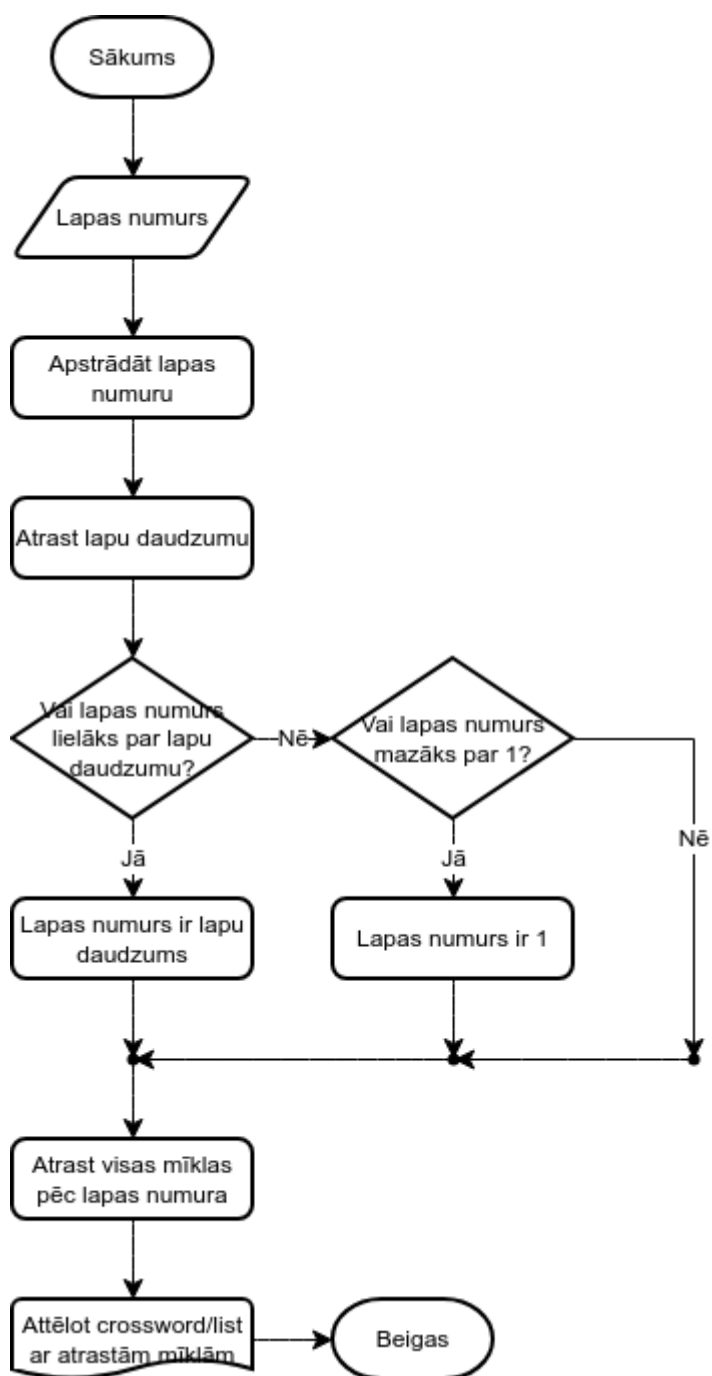 Sākums
Lapas numurs
Apstrādāt lapas
numuru
Atrast lapu daudzumu
Vai lapas numurs
lielāks par lapu
daudzumu?
Nē
Vai lapas numurs
mazāks par 1?
Nē
Jā
Jā
Lapas numurs ir lapu
daudzums
Lapas numurs ir 1
Atrast visas mīklas
pēc lapas numura
Attēlot crossword/list
ar atrastām mīklām
Beigas